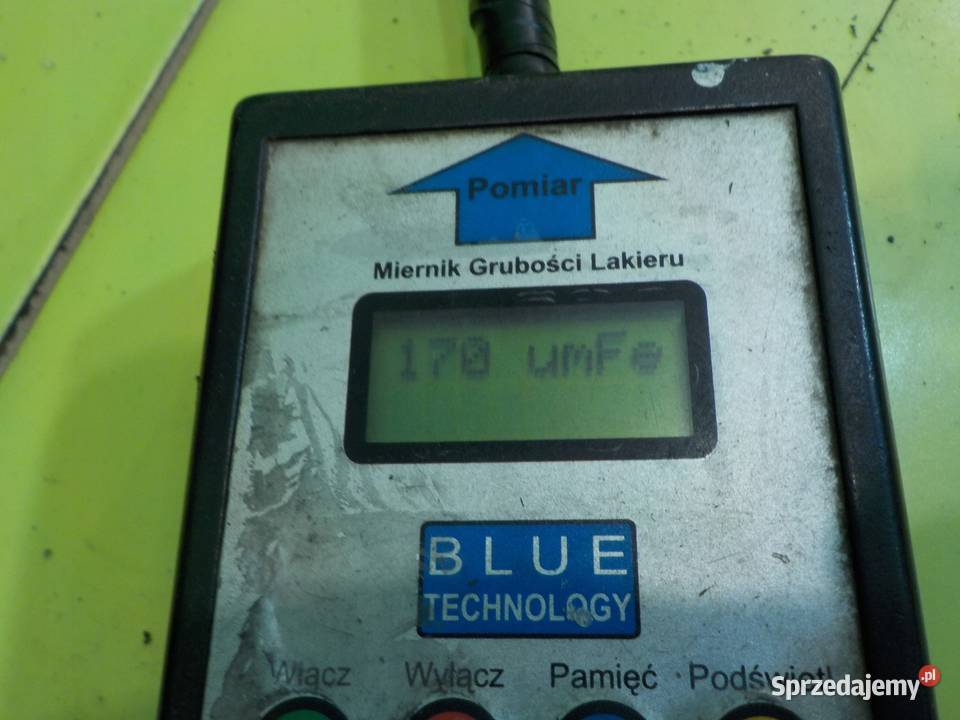 Pomiar
Miernik Grubości Lakieru
170 umFe
BLUE
TECHNOLOGY
Włącz Wyłącz Pamięć Podświetl
Sprzedajemy.pl